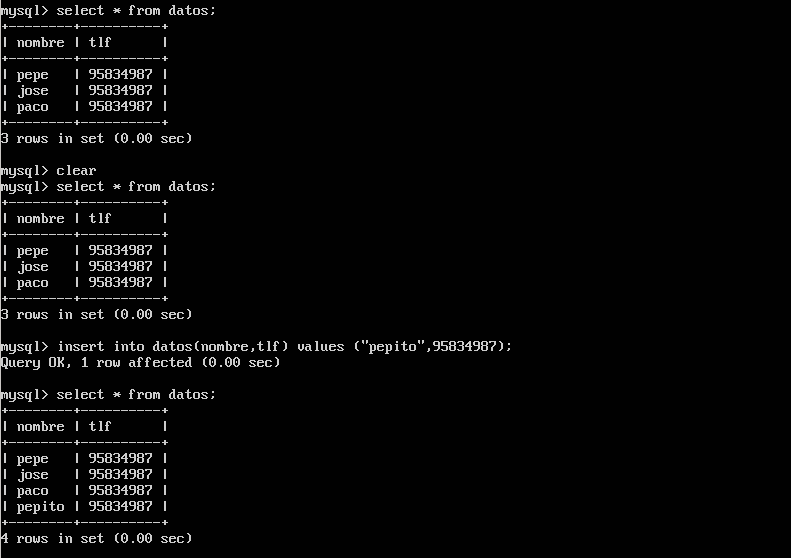 mysql> select * from datos;
+--------+----------+
| nombre | tlf      |
+--------+----------+
| pepe   | 95834987 |
| jose   | 95834987 |
| paco   | 95834987 |
+--------+----------+
3 rows in set (0.00 sec)
mysql> clear
mysql> select * from datos;
+--------+----------+
| nombre | tlf      |
+--------+----------+
| pepe   | 95834987 |
| jose   | 95834987 |
| paco   | 95834987 |
+--------+----------+
3 rows in set (0.00 sec)
mysql> insert into datos(nombre,tlf) values ("pepito",95834987);
Query OK, 1 row affected (0.00 sec)
mysql> select * from datos;
+--------+----------+
| nombre | tlf      |
+--------+----------+
| pepe   | 95834987 |
| jose   | 95834987 |
| paco   | 95834987 |
| pepito | 95834987 |
+--------+----------+
4 rows in set (0.00 sec)